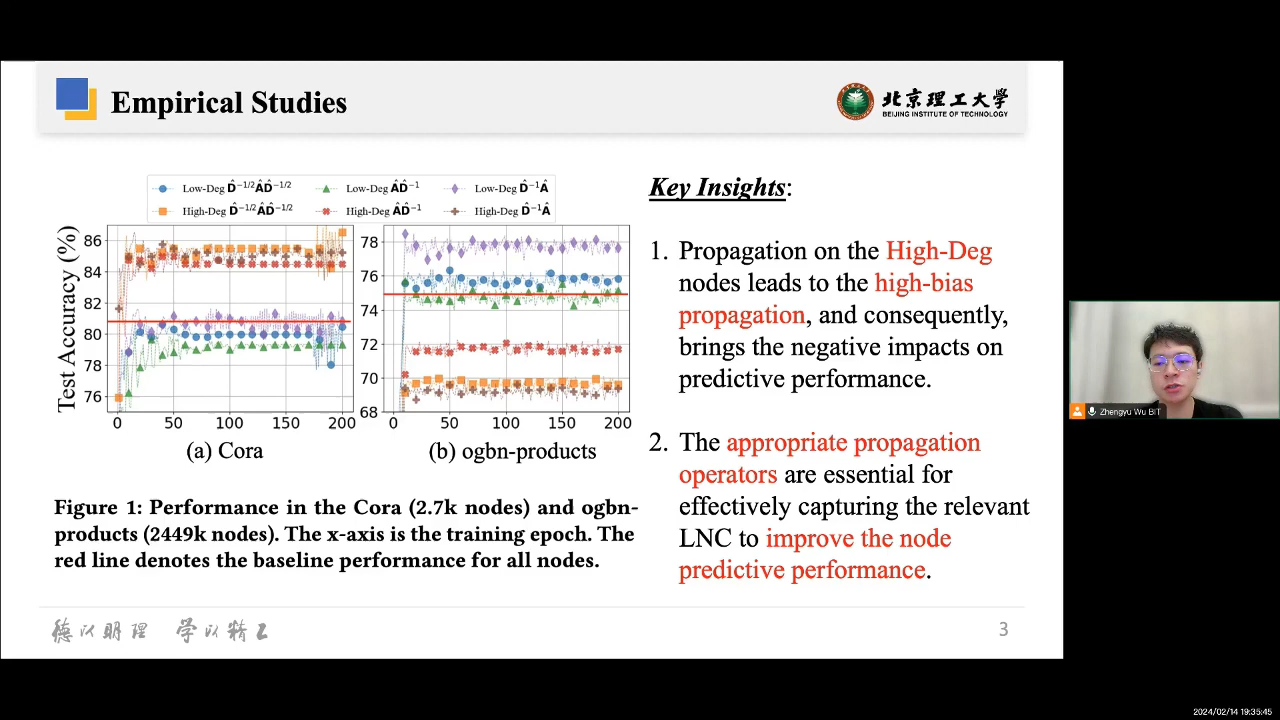 Empirical Studies
北京理工大学
BEIJING INSTITUTE OF TECHNOLOGY
Low-Deg D̂⁻¹/²ÂD̂⁻¹/² Low-Deg ÂD̂⁻¹ Low-Deg D̂⁻¹Â
High-Deg D̂⁻¹/²ÂD̂⁻¹/² High-Deg ÂD̂⁻¹ High-Deg D̂⁻¹Â
Test Accuracy (%)
86
84
82
80
78
76
0 50 100 150 200
(a) Cora
78
76
74
72
70
68
0 50 100 150 200
(b) ogbn-products
Figure 1: Performance in the Cora (2.7k nodes) and ogbn-
products (2449k nodes). The x-axis is the training epoch. The
red line denotes the baseline performance for all nodes.
Key Insights:
1. Propagation on the High-Deg
nodes leads to the high-bias
propagation, and consequently,
brings the negative impacts on
predictive performance.
2. The appropriate propagation
operators are essential for
effectively capturing the relevant
LNC to improve the node
predictive performance.
德以明理 学以精工
3
Zhengyu Wu BIT
2024/02/14 19:35:45